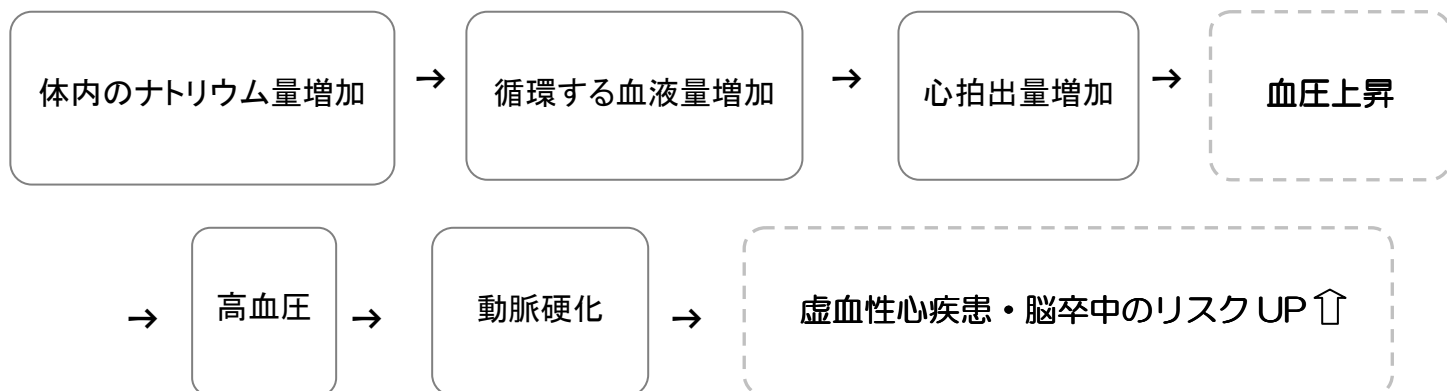 体内のナトリウム量増加 → 循環する血液量増加 → 心拍出量増加 → 血圧上昇
→ 高血圧 → 動脈硬化 → 虚血性心疾患・脳卒中のリスク UP⇧